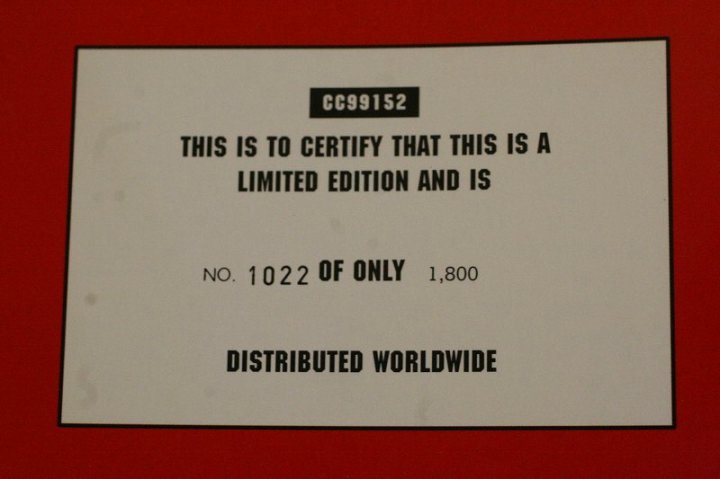 CC99152
THIS IS TO CERTIFY THAT THIS IS A
LIMITED EDITION AND IS
NO. 1022 OF ONLY 1,800
DISTRIBUTED WORLDWIDE